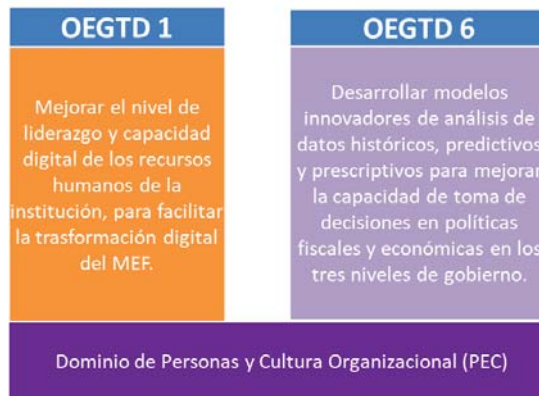 OEGTD 1
Mejorar el nivel de
liderazgo y capacidad
digital de los recursos
humanos de la
institución, para facilitar
la trasformación digital
del MEF.
OEGTD 6
Desarrollar modelos
innovadores de análisis de
datos históricos, predictivos
y prescriptivos para mejorar
la capacidad de toma de
decisiones en políticas
fiscales y económicas en los
tres niveles de gobierno.
Dominio de Personas y Cultura Organizacional (PEC)